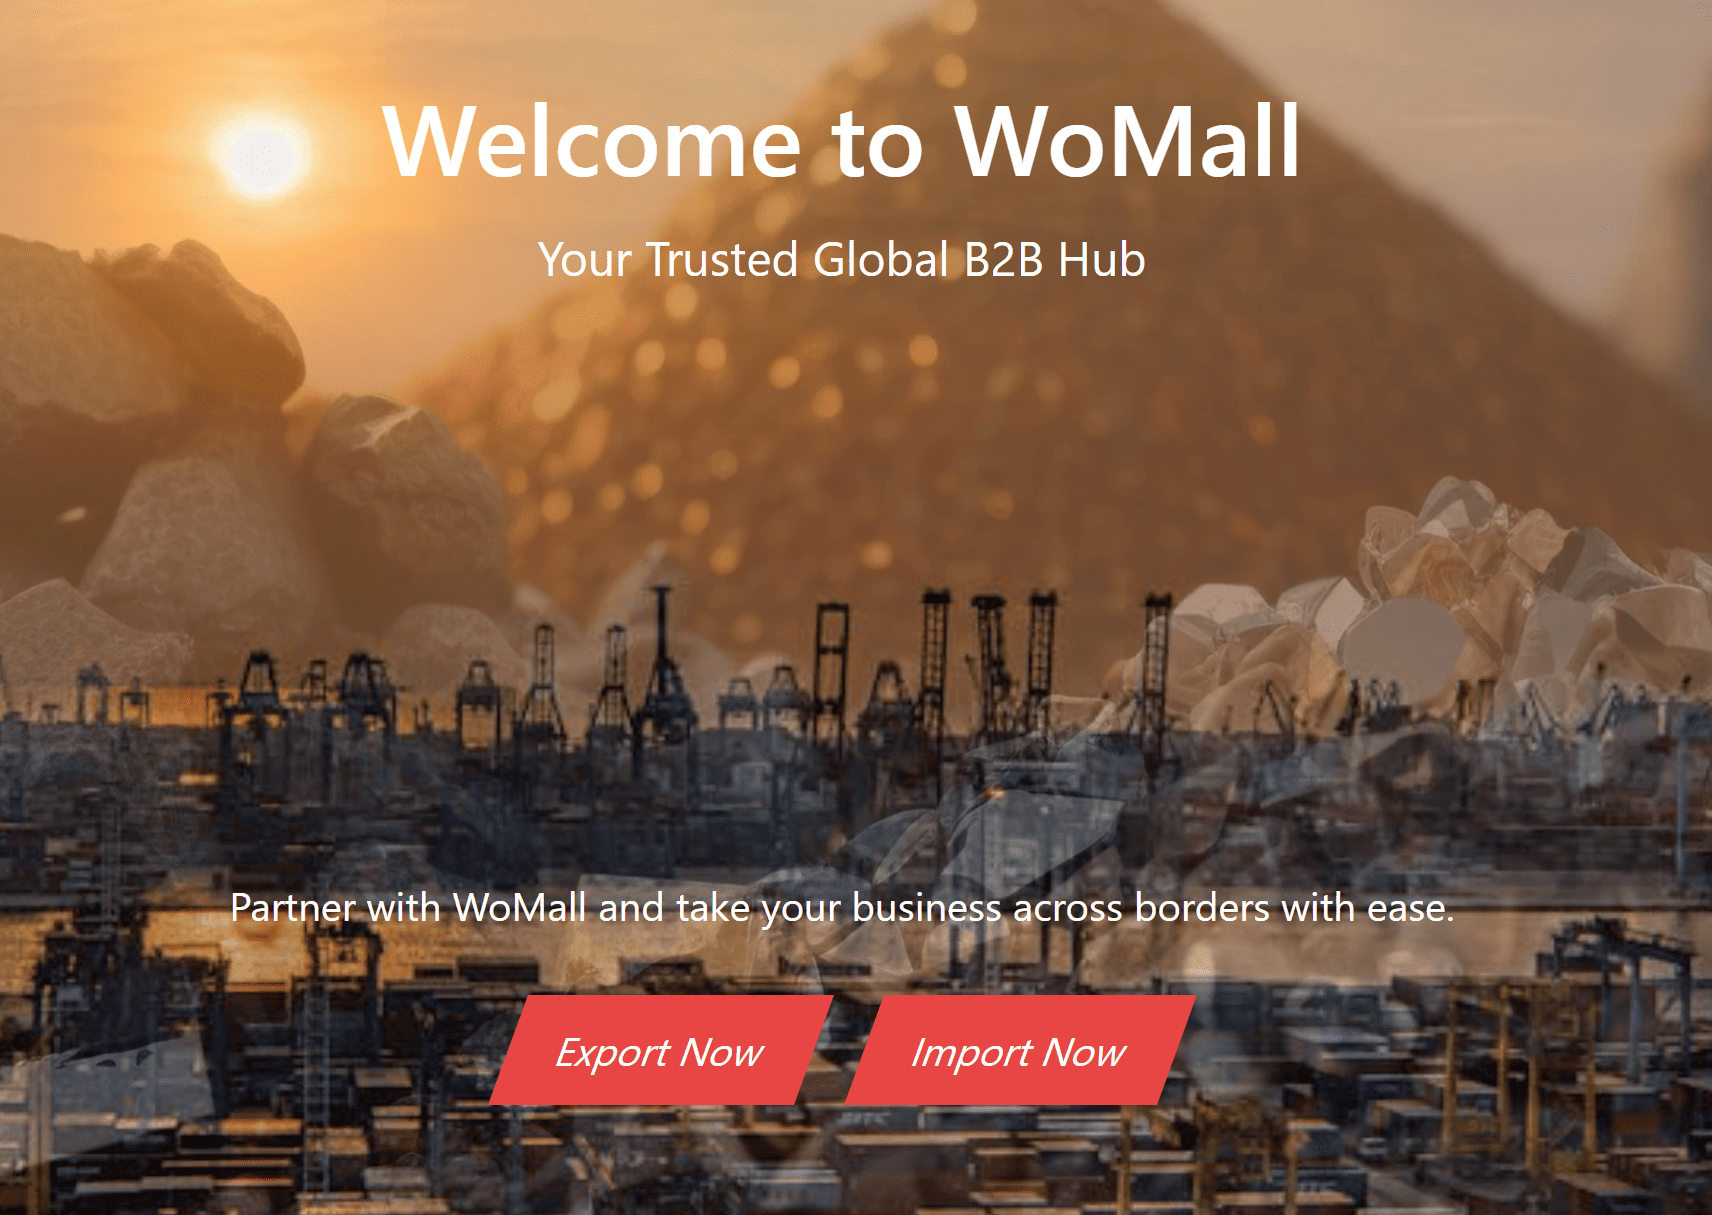 Welcome to WoMall
Your Trusted Global B2B Hub
Partner with WoMall and take your business across borders with ease.
Export Now
Import Now